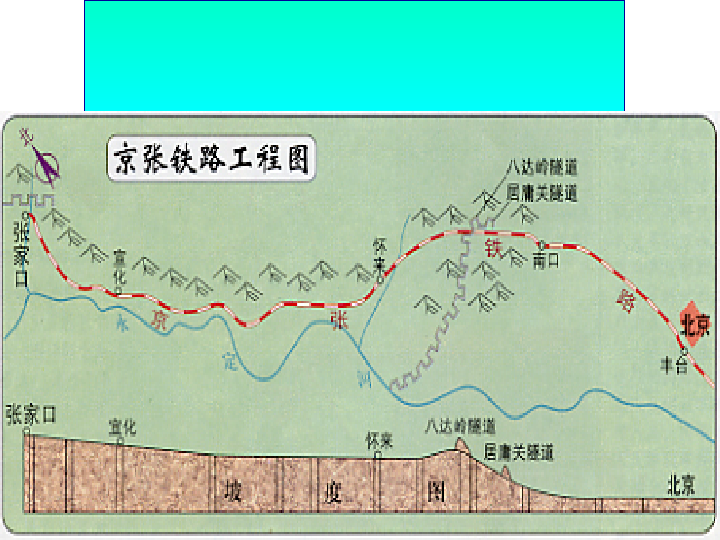 北
京张铁路工程图
八达岭隧道
居庸关隧道
张家口
宣化
怀来
南口
京张铁路
北京
丰台
永定河
张家口
宣化
怀来
八达岭隧道
居庸关隧道
北京
坡度图